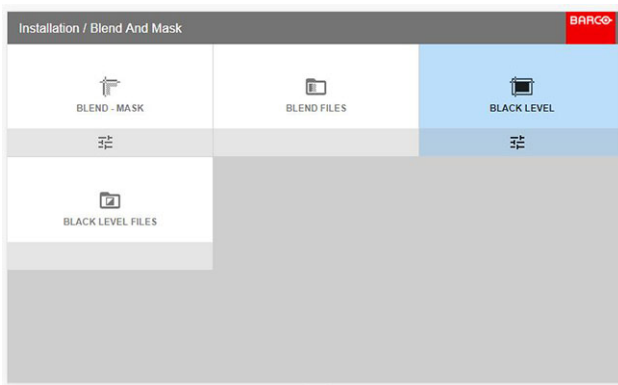 Installation / Blend And Mask
BARCO
BLEND - MASK
BLEND FILES
BLACK LEVEL
BLACK LEVEL FILES